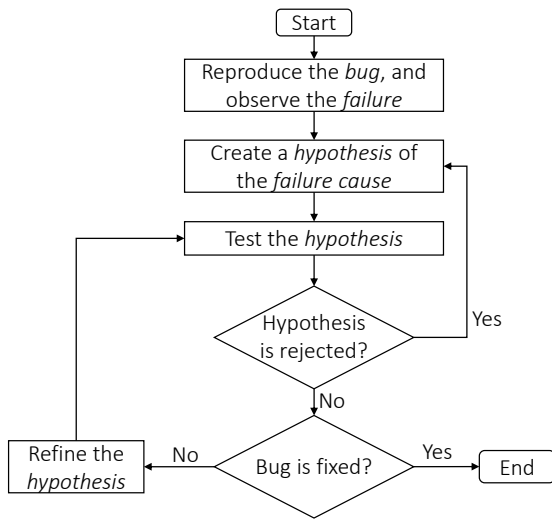 Start
Reproduce the bug, and
observe the failure
Create a hypothesis of
the failure cause
Test the hypothesis
Hypothesis
is rejected?
Yes
No
Bug is fixed?
No
Refine the
hypothesis
Yes
End